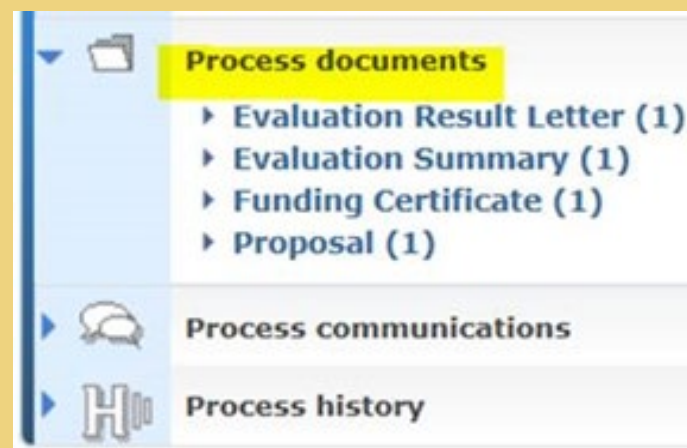 Process documents
Evaluation Result Letter (1)
Evaluation Summary (1)
Funding Certificate (1)
Proposal (1)
Process communications
Process history